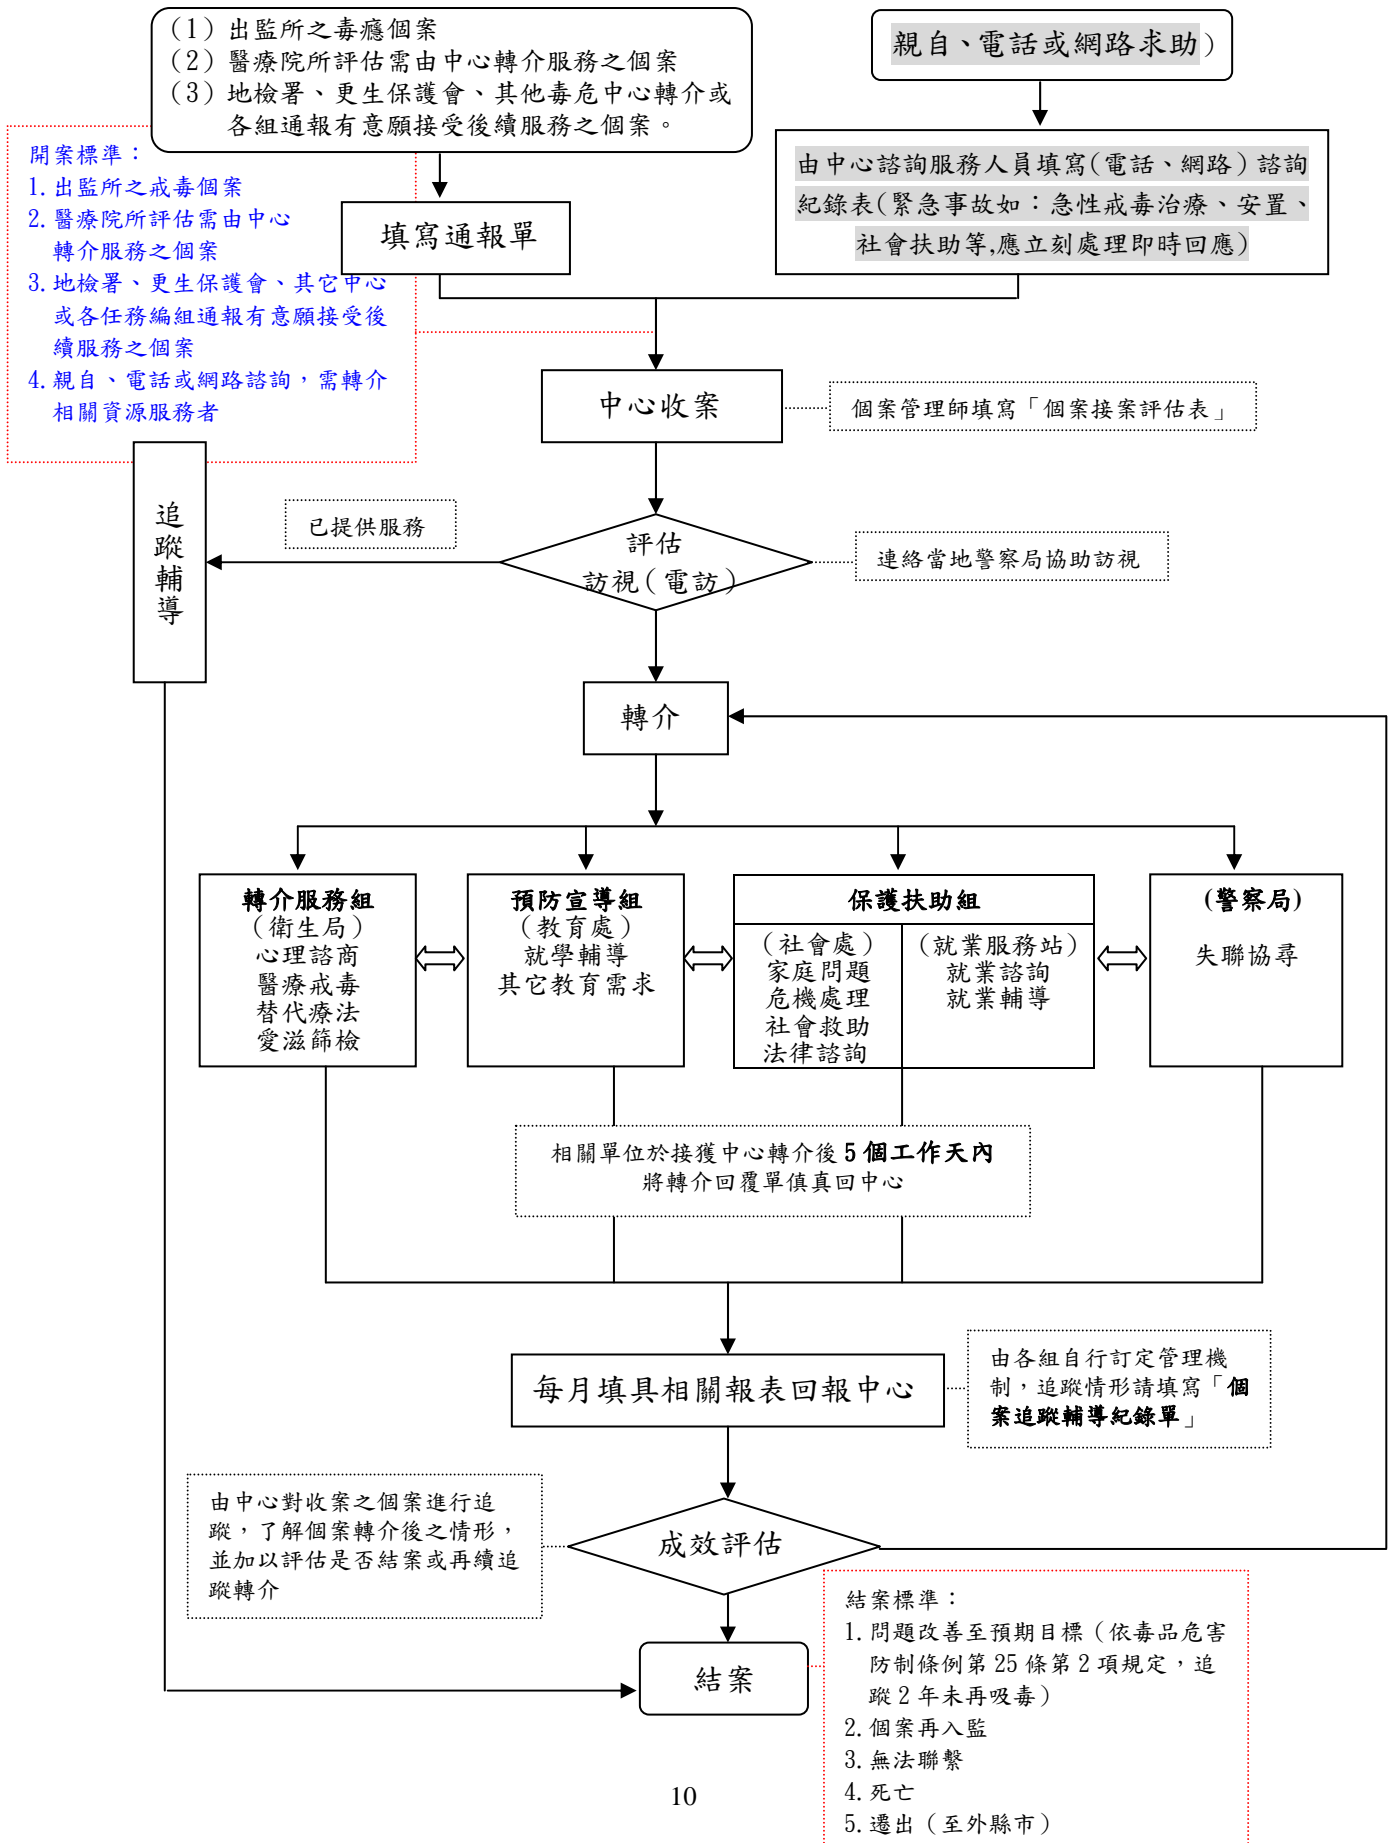 (1) 出監所之毒癮個案
(2) 醫療院所評估需由中心轉介服務之個案
(3) 地檢署、更生保護會、其他毒危中心轉介或
各組通報有意願接受後續服務之個案。
親自、電話或網路求助)
開案標準：
1.出監所之戒毒個案
2.醫療院所評估需由中心
轉介服務之個案
3.地檢署、更生保護會、其它中心
或各任務編組通報有意願接受後
續服務之個案
4.親自、電話或網路諮詢，需轉介
相關資源服務者
填寫通報單
由中心諮詢服務人員填寫(電話、網路)諮詢
紀錄表(緊急事故如：急性戒毒治療、安置、
社會扶助等,應立刻處理即時回應)
中心收案
個案管理師填寫「個案接案評估表」
追
蹤
輔
導
已提供服務
評估
訪視(電訪)
連絡當地警察局協助訪視
轉介
轉介服務組
(衛生局)
心理諮商
醫療戒毒
替代療法
愛滋篩檢
預防宣導組
(教育處)
就學輔導
其它教育需求
保護扶助組
(社會處)
家庭問題
危機處理
社會救助
法律諮詢
(就業服務站)
就業諮詢
就業輔導
(警察局)
失聯協尋
相關單位於接獲中心轉介後 5 個工作天內
將轉介回覆單傎真回中心
每月填具相關報表回報中心
由各組自行訂定管理機
制，追蹤情形請填寫「個
案追蹤輔導紀錄單」
由中心對收案之個案進行追
蹤，了解個案轉介後之情形，
並加以評估是否結案或再續追
蹤轉介
成效評估
結案
結案標準：
1.問題改善至預期目標（依毒品危害
防制條例第 25 條第 2 項規定，追
蹤 2 年未再吸毒）
2.個案再入監
3.無法聯繫
4.死亡
5.遷出（至外縣市）
10